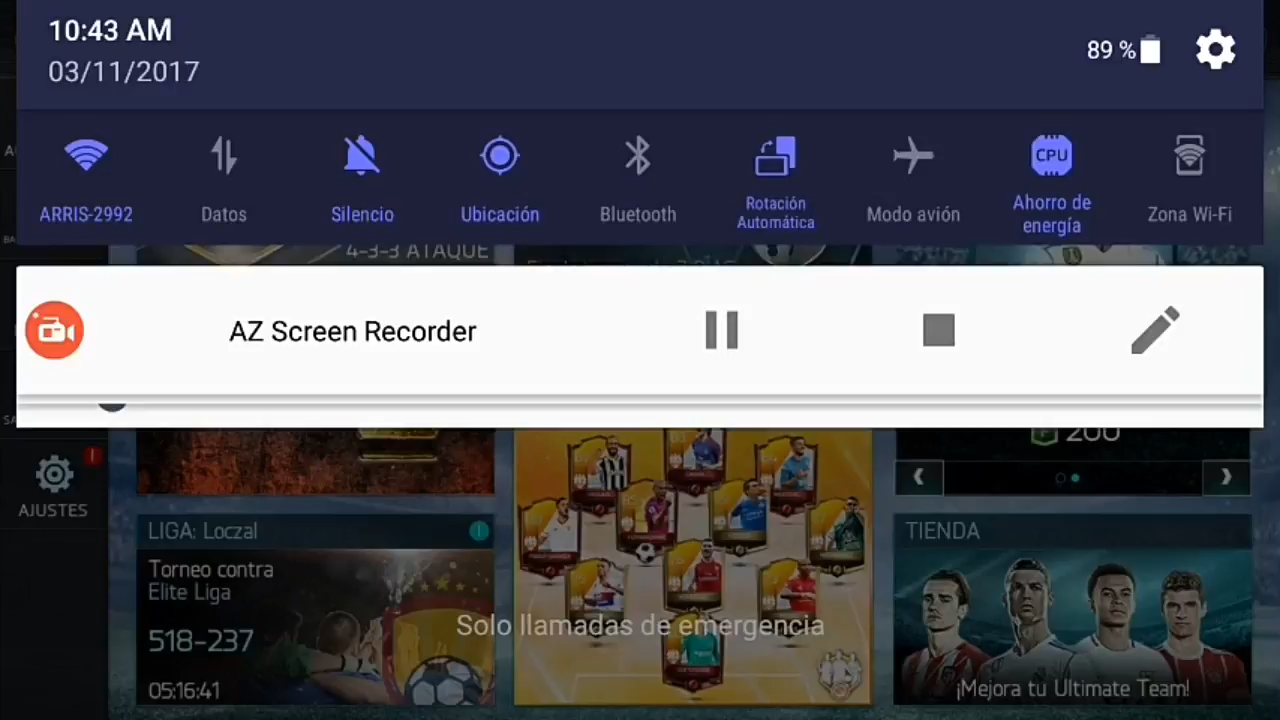 10:43 AM
89 %
03/11/2017
CPU
ARRIS-2992
Datos
Silencio
Ubicación
Bluetooth
Rotación
Automática
Modo avión
Ahorro de
energía
Zona Wi-Fi
4-3-3 ATAQUE
AZ Screen Recorder
200
AJUSTES
LIGA: Loczal
Torneo contra
Elite Liga
518-237
05:16:41
Solo llamadas de emergencia
TIENDA
¡Mejora tu Ultimate Team!